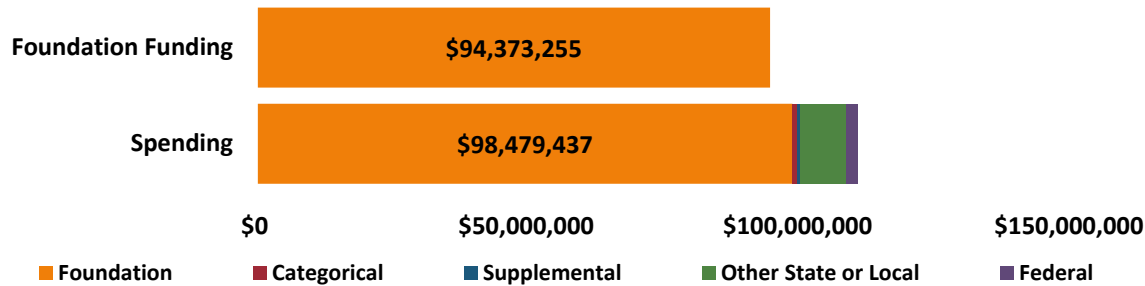 Foundation Funding
$94,373,255
Spending
$98,479,437
$0 $50,000,000 $100,000,000 $150,000,000
Foundation Categorical Supplemental Other State or Local Federal